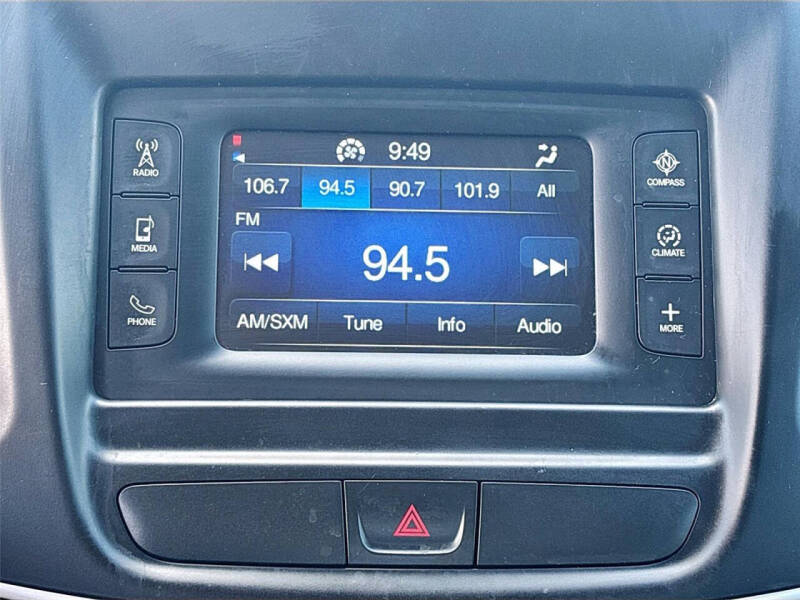 9:49
106.7 94.5 90.7 101.9 All
FM
94.5
AM/SXM Tune Info Audio
RADIO
MEDIA
PHONE
N
COMPASS
CLIMATE
MORE